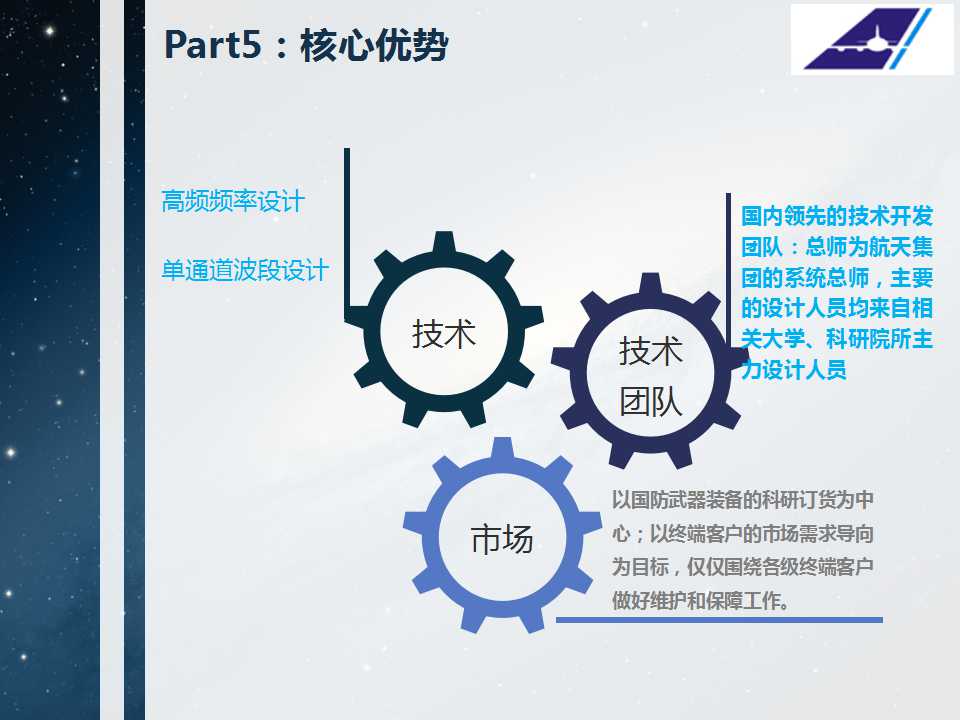 Part5：核心优势
高频频率设计
单通道波段设计
技术
技术
团队
国内领先的技术开发
团队：总师为航天集
团的系统总师，主要
的设计人员均来自相
关大学、科研院所主
力设计人员
市场
以国防武器装备的科研订货为中
心；以终端客户的市场需求导向
为目标，仅仅围绕各级终端客户
做好维护和保障工作。